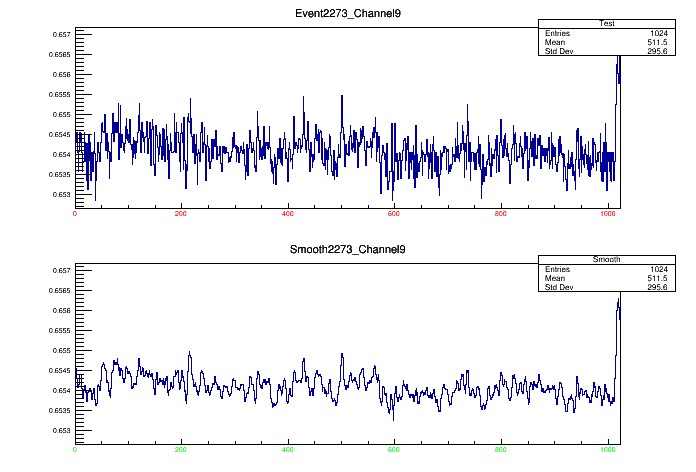 Event2273_Channel9
Test
Entries 1024
Mean 511.5
Std Dev 295.6
0.657
0.6565
0.656
0.6555
0.655
0.6545
0.654
0.6535
0.653
0 200 400 600 800 1000
Smooth2273_Channel9
Smooth
Entries 1024
Mean 511.5
Std Dev 295.6
0.657
0.6565
0.656
0.6555
0.655
0.6545
0.654
0.6535
0.653
0 200 400 600 800 1000